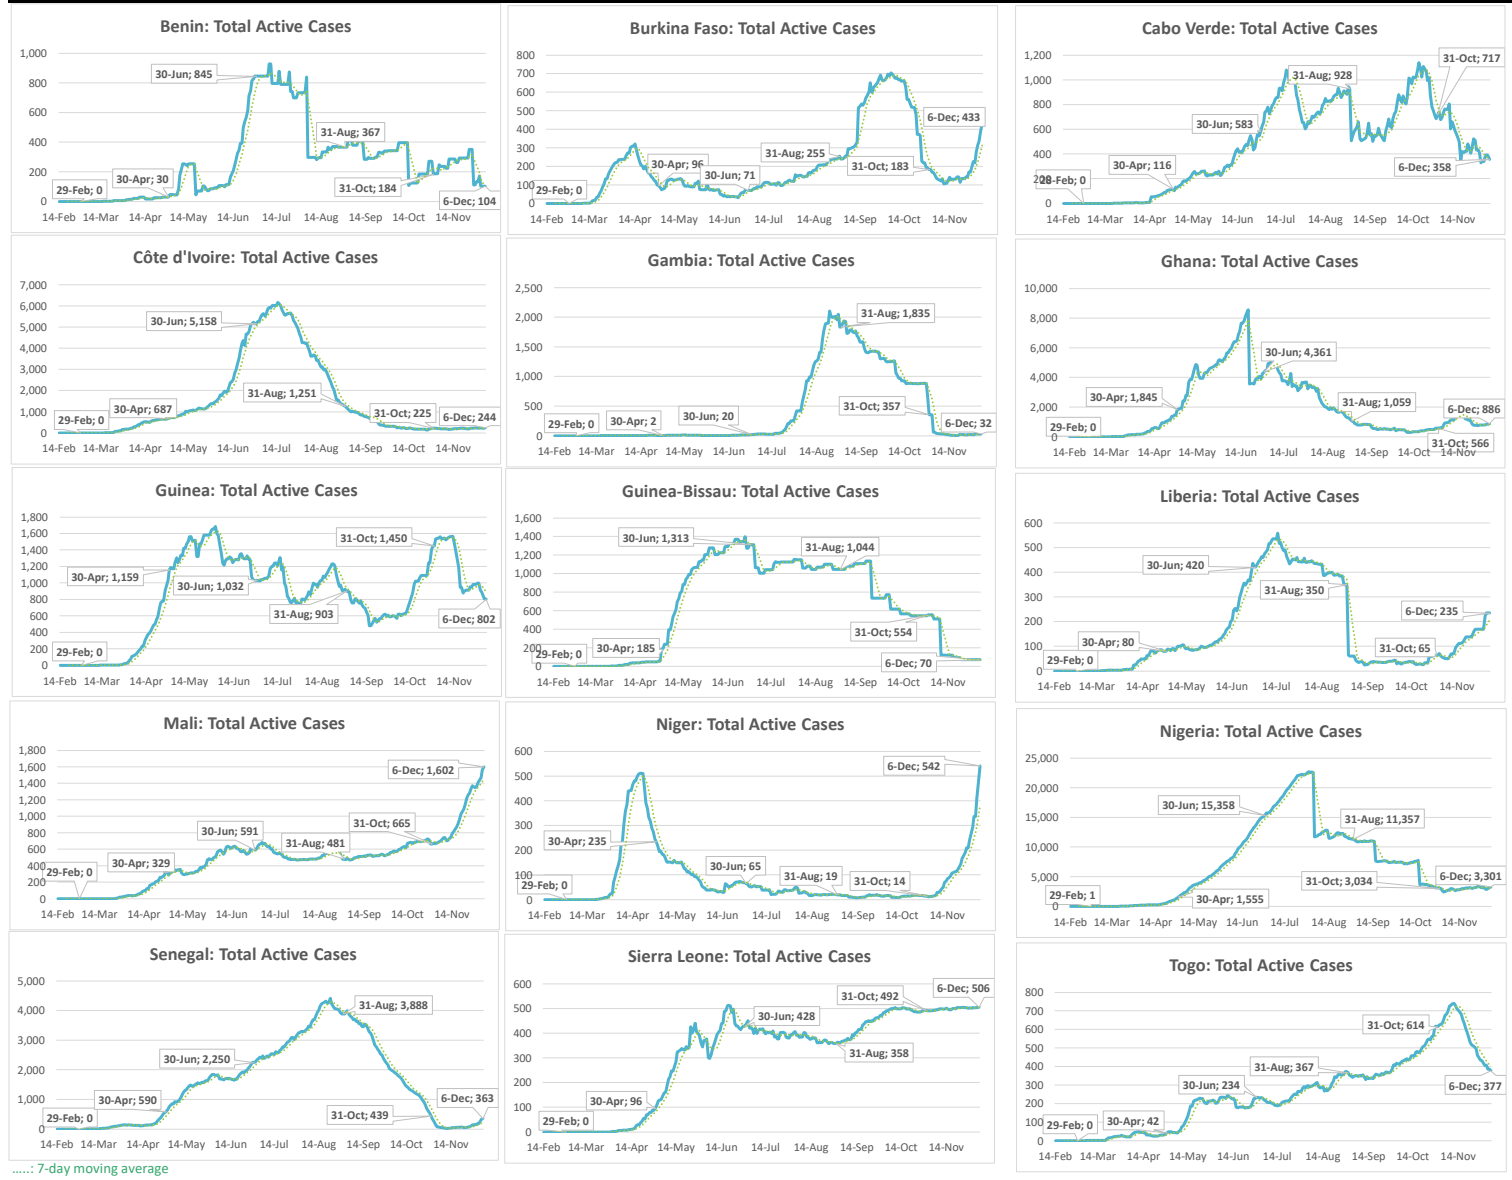 Benin: Total Active Cases
1,000
800
600
400
200
0
30-Jun; 845
31-Aug; 367
30-Apr; 30
29-Feb; 0
31-Oct; 184
6-Dec; 104
14-Feb 14-Mar 14-Apr 14-May 14-Jun 14-Jul 14-Aug 14-Sep 14-Oct 14-Nov
Burkina Faso: Total Active Cases
800
700
600
500
400
300
200
100
0
6-Dec; 433
31-Aug; 255
30-Apr; 96
30-Jun; 71
31-Oct; 183
29-Feb; 0
14-Feb 14-Mar 14-Apr 14-May 14-Jun 14-Jul 14-Aug 14-Sep 14-Oct 14-Nov
Cabo Verde: Total Active Cases
1,200
1,000
800
600
400
200
0
31-Oct; 717
31-Aug; 928
30-Jun; 583
30-Apr; 116
6-Dec; 358
28-Feb; 0
14-Feb 14-Mar 14-Apr 14-May 14-Jun 14-Jul 14-Aug 14-Sep 14-Oct 14-Nov
Côte d'Ivoire: Total Active Cases
7,000
6,000
5,000
4,000
3,000
2,000
1,000
0
30-Jun; 5,158
31-Aug; 1,251
30-Apr; 687
31-Oct; 225
6-Dec; 244
29-Feb; 0
14-Feb 14-Mar 14-Apr 14-May 14-Jun 14-Jul 14-Aug 14-Sep 14-Oct 14-Nov
Gambia: Total Active Cases
2,500
2,000
1,500
1,000
500
0
31-Aug; 1,835
31-Oct; 357
29-Feb; 0
30-Apr; 2
30-Jun; 20
6-Dec; 32
14-Feb 14-Mar 14-Apr 14-May 14-Jun 14-Jul 14-Aug 14-Sep 14-Oct 14-Nov
Ghana: Total Active Cases
10,000
8,000
6,000
4,000
2,000
0
30-Jun; 4,361
30-Apr; 1,845
31-Aug; 1,059
6-Dec; 886
29-Feb; 0
31-Oct; 566
14-Feb 14-Mar 14-Apr 14-May 14-Jun 14-Jul 14-Aug 14-Sep 14-Oct 14-Nov
Guinea: Total Active Cases
1,800
1,600
1,400
1,200
1,000
800
600
400
200
0
31-Oct; 1,450
30-Apr; 1,159
30-Jun; 1,032
31-Aug; 903
6-Dec; 802
29-Feb; 0
14-Feb 14-Mar 14-Apr 14-May 14-Jun 14-Jul 14-Aug 14-Sep 14-Oct 14-Nov
Guinea-Bissau: Total Active Cases
1,600
1,400
1,200
1,000
800
600
400
200
0
30-Jun; 1,313
31-Aug; 1,044
31-Oct; 554
30-Apr; 185
29-Feb; 0
6-Dec; 70
14-Feb 14-Mar 14-Apr 14-May 14-Jun 14-Jul 14-Aug 14-Sep 14-Oct 14-Nov
Liberia: Total Active Cases
600
500
400
300
200
100
0
30-Jun; 420
31-Aug; 350
6-Dec; 235
30-Apr; 80
31-Oct; 65
29-Feb; 0
14-Feb 14-Mar 14-Apr 14-May 14-Jun 14-Jul 14-Aug 14-Sep 14-Oct 14-Nov
Mali: Total Active Cases
1,800
1,600
1,400
1,200
1,000
800
600
400
200
0
6-Dec; 1,602
30-Jun; 591
31-Oct; 665
31-Aug; 481
30-Apr; 329
29-Feb; 0
14-Feb 14-Mar 14-Apr 14-May 14-Jun 14-Jul 14-Aug 14-Sep 14-Oct 14-Nov
Niger: Total Active Cases
600
500
400
300
200
100
0
6-Dec; 542
30-Apr; 235
30-Jun; 65
31-Aug; 19
31-Oct; 14
29-Feb; 0
14-Feb 14-Mar 14-Apr 14-May 14-Jun 14-Jul 14-Aug 14-Sep 14-Oct 14-Nov
Nigeria: Total Active Cases
25,000
20,000
15,000
10,000
5,000
0
30-Jun; 15,358
31-Aug; 11,357
31-Oct; 3,034
6-Dec; 3,301
29-Feb; 1
30-Apr; 1,555
14-Feb 14-Mar 14-Apr 14-May 14-Jun 14-Jul 14-Aug 14-Sep 14-Oct 14-Nov
Senegal: Total Active Cases
5,000
4,000
3,000
2,000
1,000
0
31-Aug; 3,888
30-Jun; 2,250
30-Apr; 590
6-Dec; 363
29-Feb; 0
31-Oct; 439
14-Feb 14-Mar 14-Apr 14-May 14-Jun 14-Jul 14-Aug 14-Sep 14-Oct 14-Nov
Sierra Leone: Total Active Cases
600
500
400
300
200
100
0
6-Dec; 506
31-Oct; 492
30-Jun; 428
31-Aug; 358
30-Apr; 96
29-Feb; 0
14-Feb 14-Mar 14-Apr 14-May 14-Jun 14-Jul 14-Aug 14-Sep 14-Oct 14-Nov
Togo: Total Active Cases
800
700
600
500
400
300
200
100
0
31-Oct; 614
31-Aug; 367
30-Jun; 234
6-Dec; 377
30-Apr; 42
29-Feb; 0
14-Feb 14-Mar 14-Apr 14-May 14-Jun 14-Jul 14-Aug 14-Sep 14-Oct 14-Nov
.....: 7-day moving average